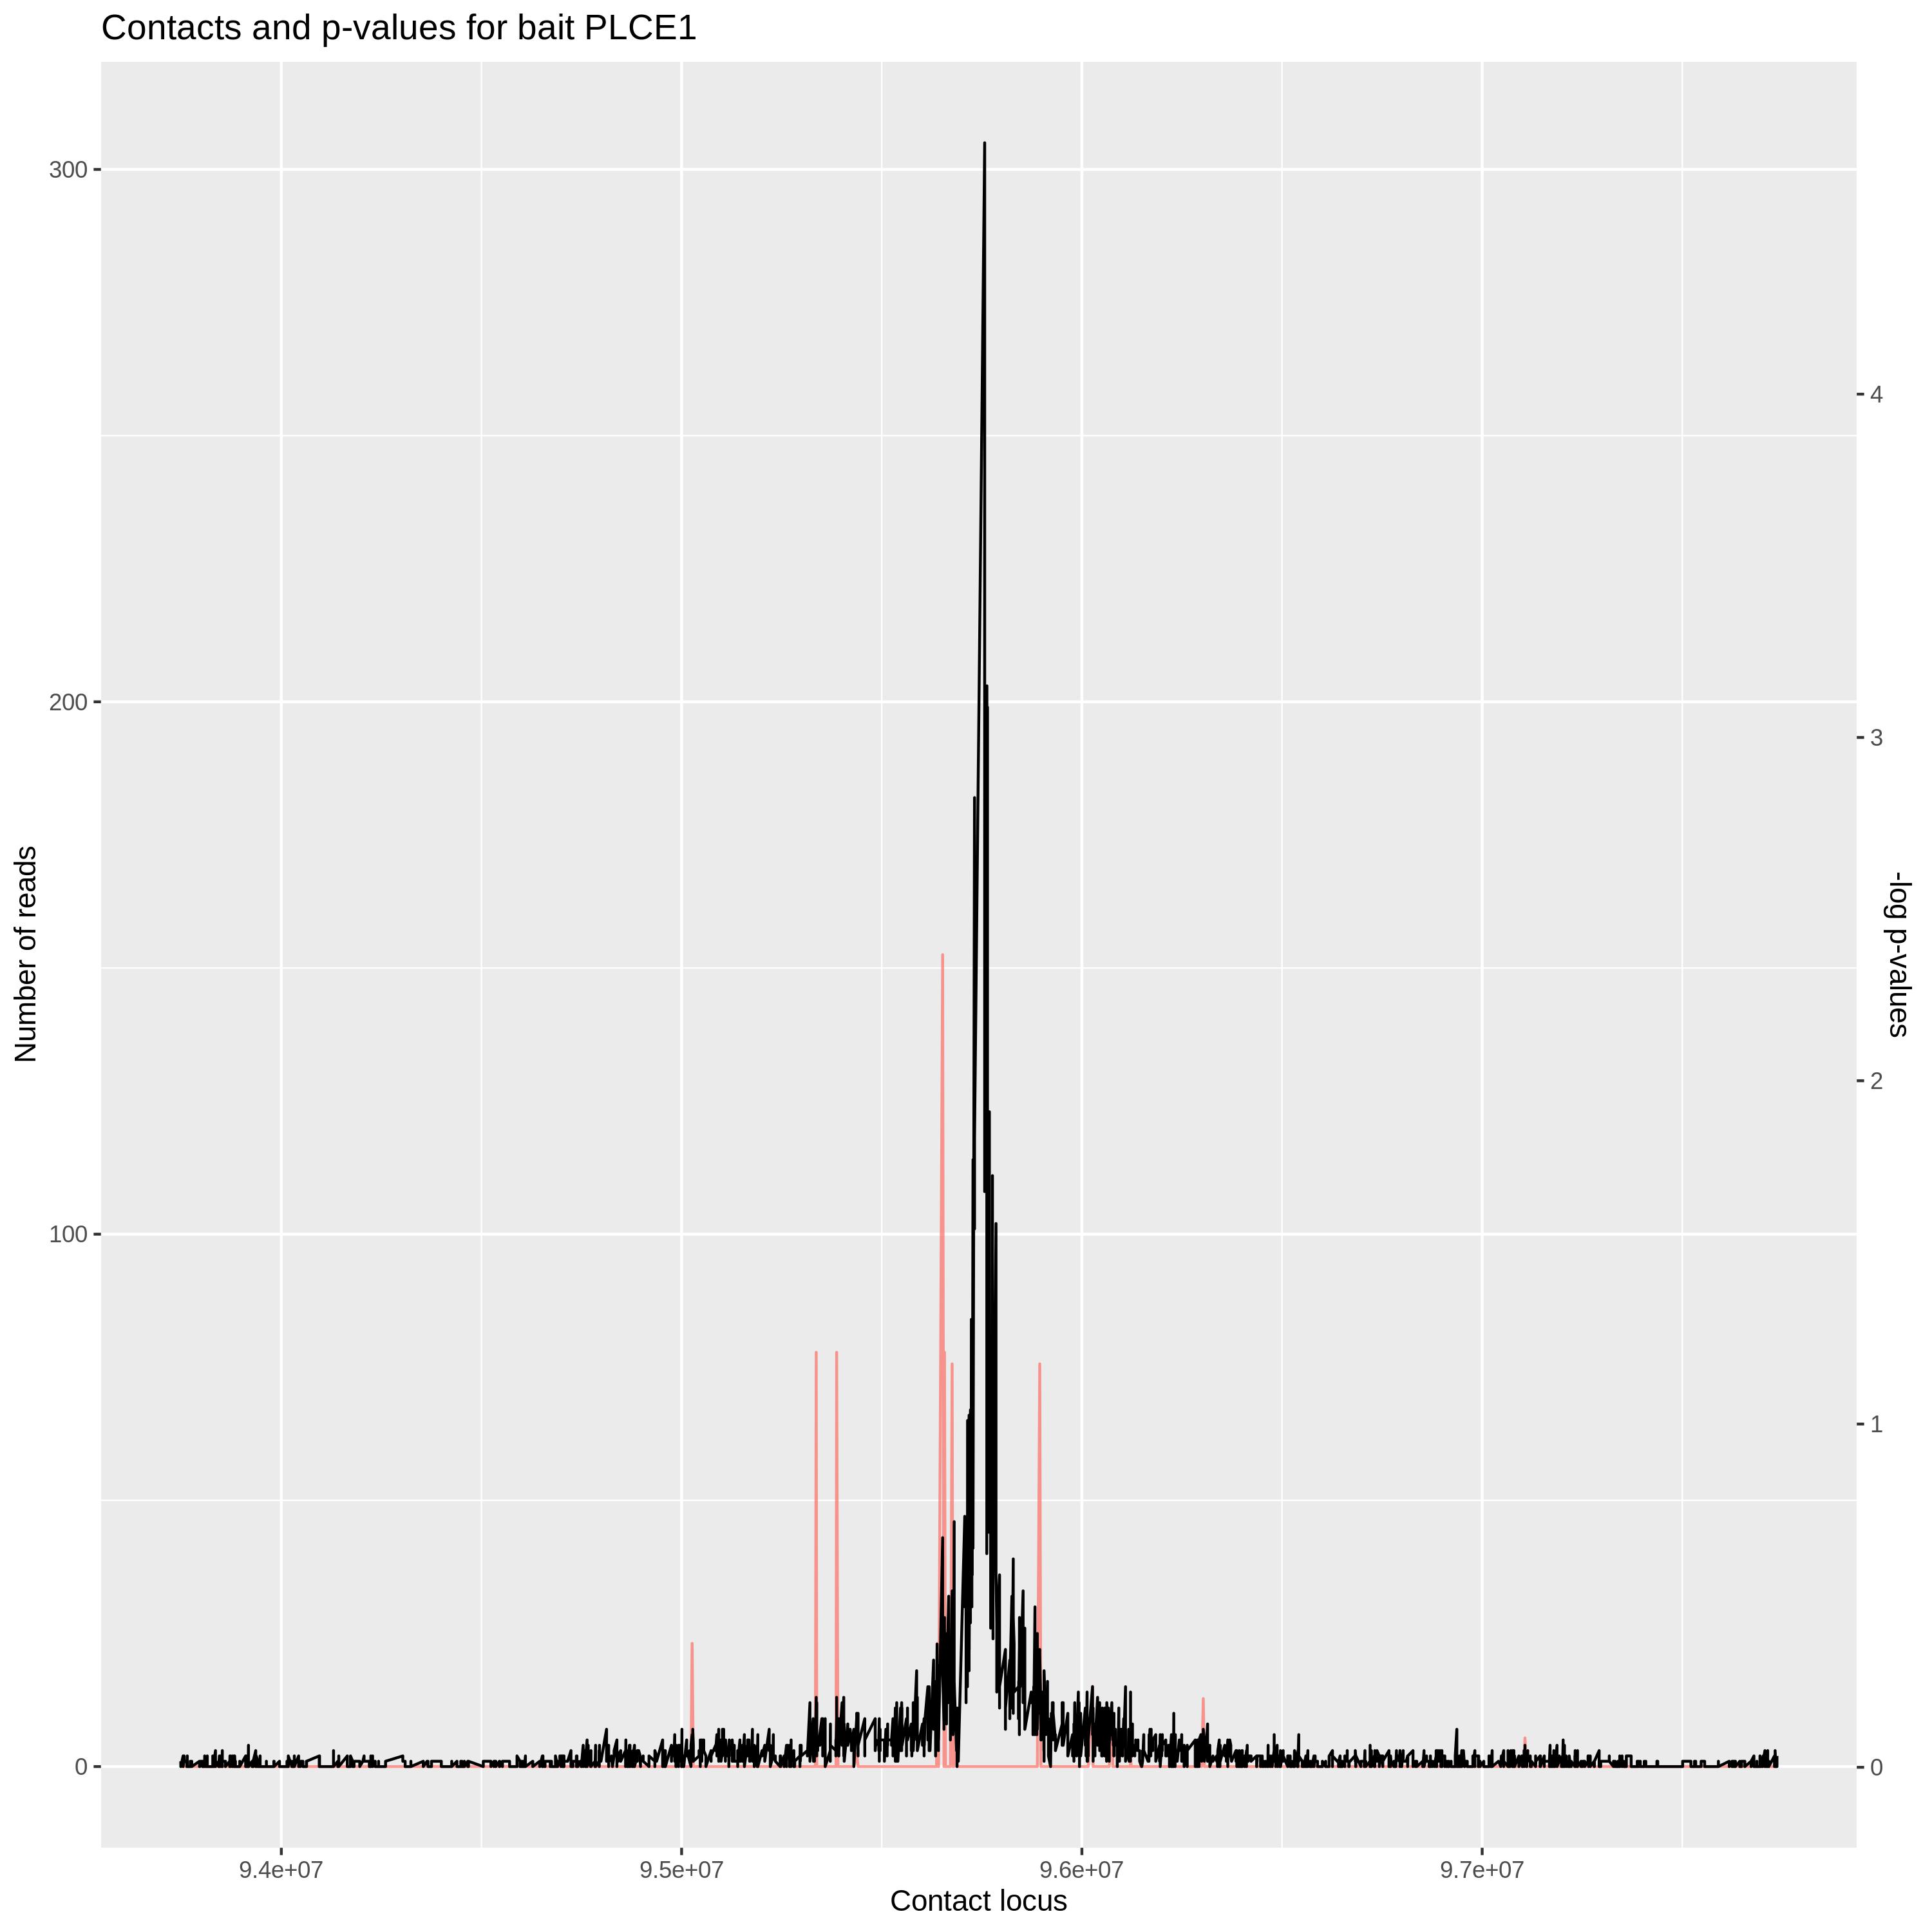 Contacts and p-values for bait PLCE1
300
200
100
0
Number of reads
4
3
2
1
0
-log p-values
9.4e+07
9.5e+07
9.6e+07
9.7e+07
Contact locus